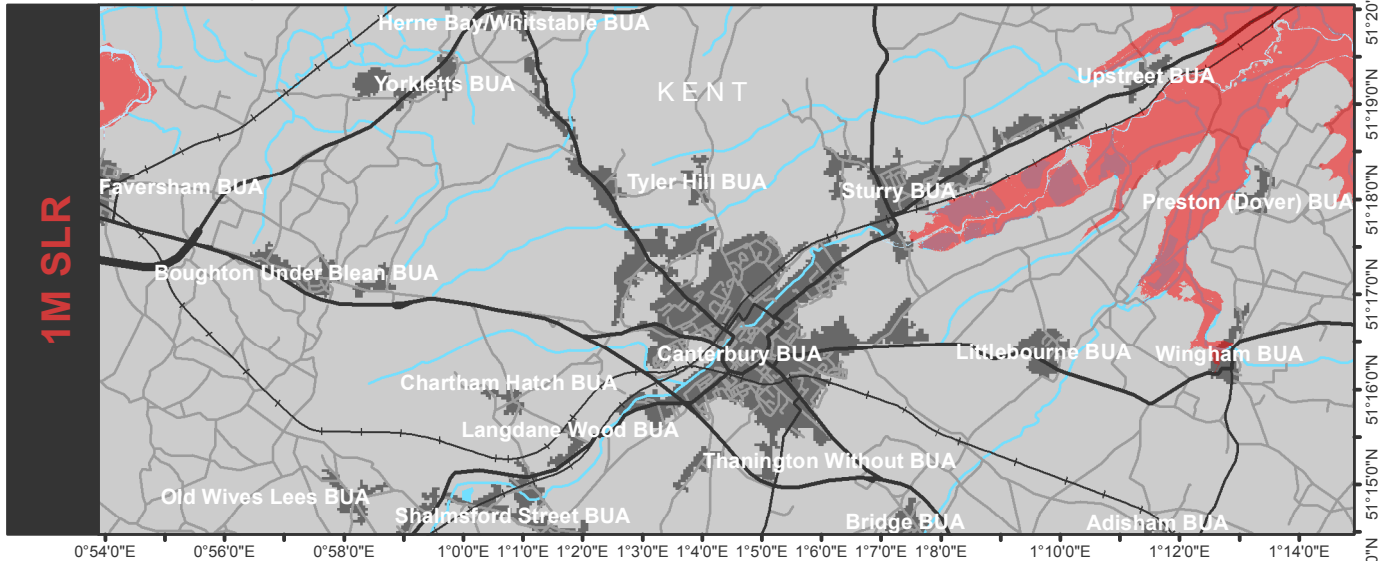 1M SLR
Herne Bay/Whitstable BUA
Yorkletts BUA
KENT
Upstreet BUA
Faversham BUA
Tyler Hill BUA
Sturry BUA
Preston (Dover) BUA
Boughton Under Blean BUA
Canterbury BUA
Littlebourne BUA
Wingham BUA
Chartham Hatch BUA
Langdane Wood BUA
Thanington Without BUA
Old Wives Lees BUA
Shalmsford Street BUA
Bridge BUA
Adisham BUA
51°19'0"N
51°18'0"N
51°17'0"N
51°16'0"N
51°15'0"N
0°54'0"E
0°56'0"E
0°58'0"E
1°0'0"E
1°1'0"E
1°2'0"E
1°3'0"E
1°4'0"E
1°5'0"E
1°6'0"E
1°7'0"E
1°8'0"E
1°10'0"E
1°12'0"E
1°14'0"E